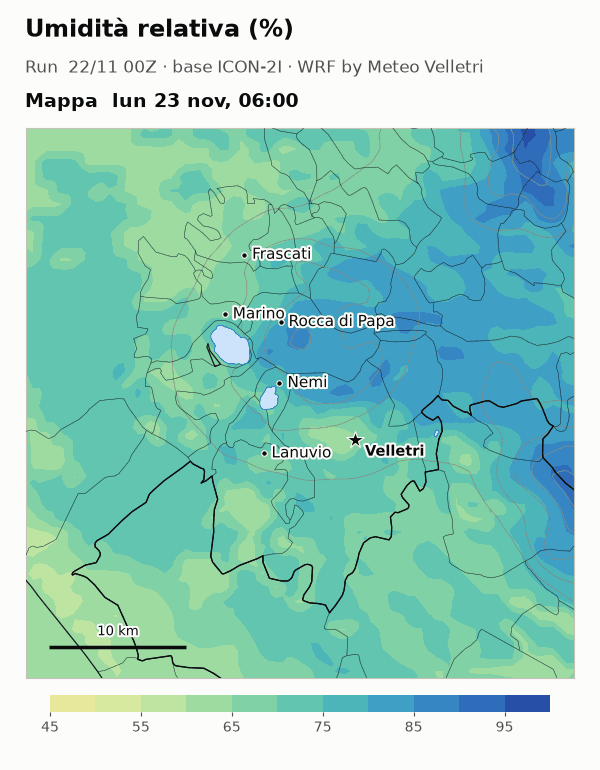 Umidità relativa (%)
Run 22/11 00Z · base ICON-2I · WRF by Meteo Velletri
Mappa lun 23 nov, 06:00
Frascati
Marino
Rocca di Papa
Nemi
Velletri
Lanuvio
10 km
45 55 65 75 85 95